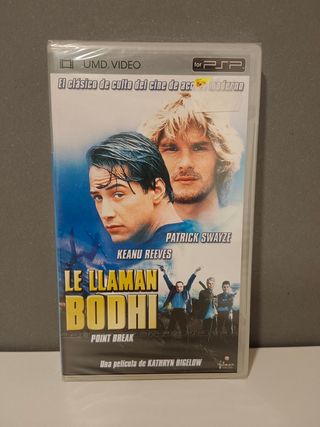 UMD VIDEO
for PSP
El clásico de culto del cine de acción moderno
PATRICK SWAYZE
KEANU REEVES
LE LLAMAN
BODHI
POINT BREAK
Una película de KATHRYN BIGELOW